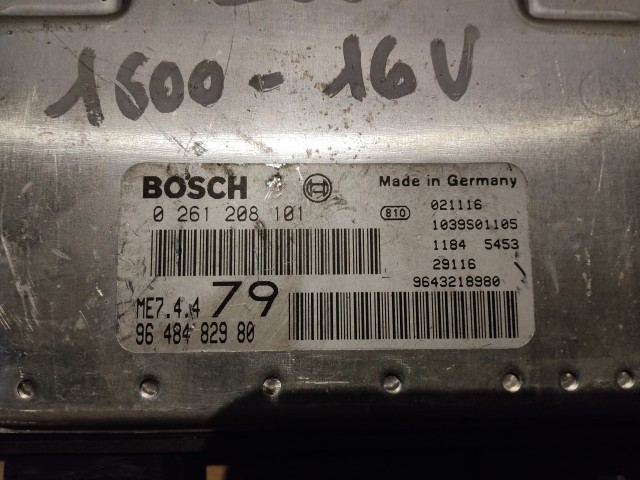 1600-16V
BOSCH
Made in Germany
0 261 208 101
810
021116
1039S01105
1184 5453
29116
9643218980
ME7.4.4
79
96 484 829 80